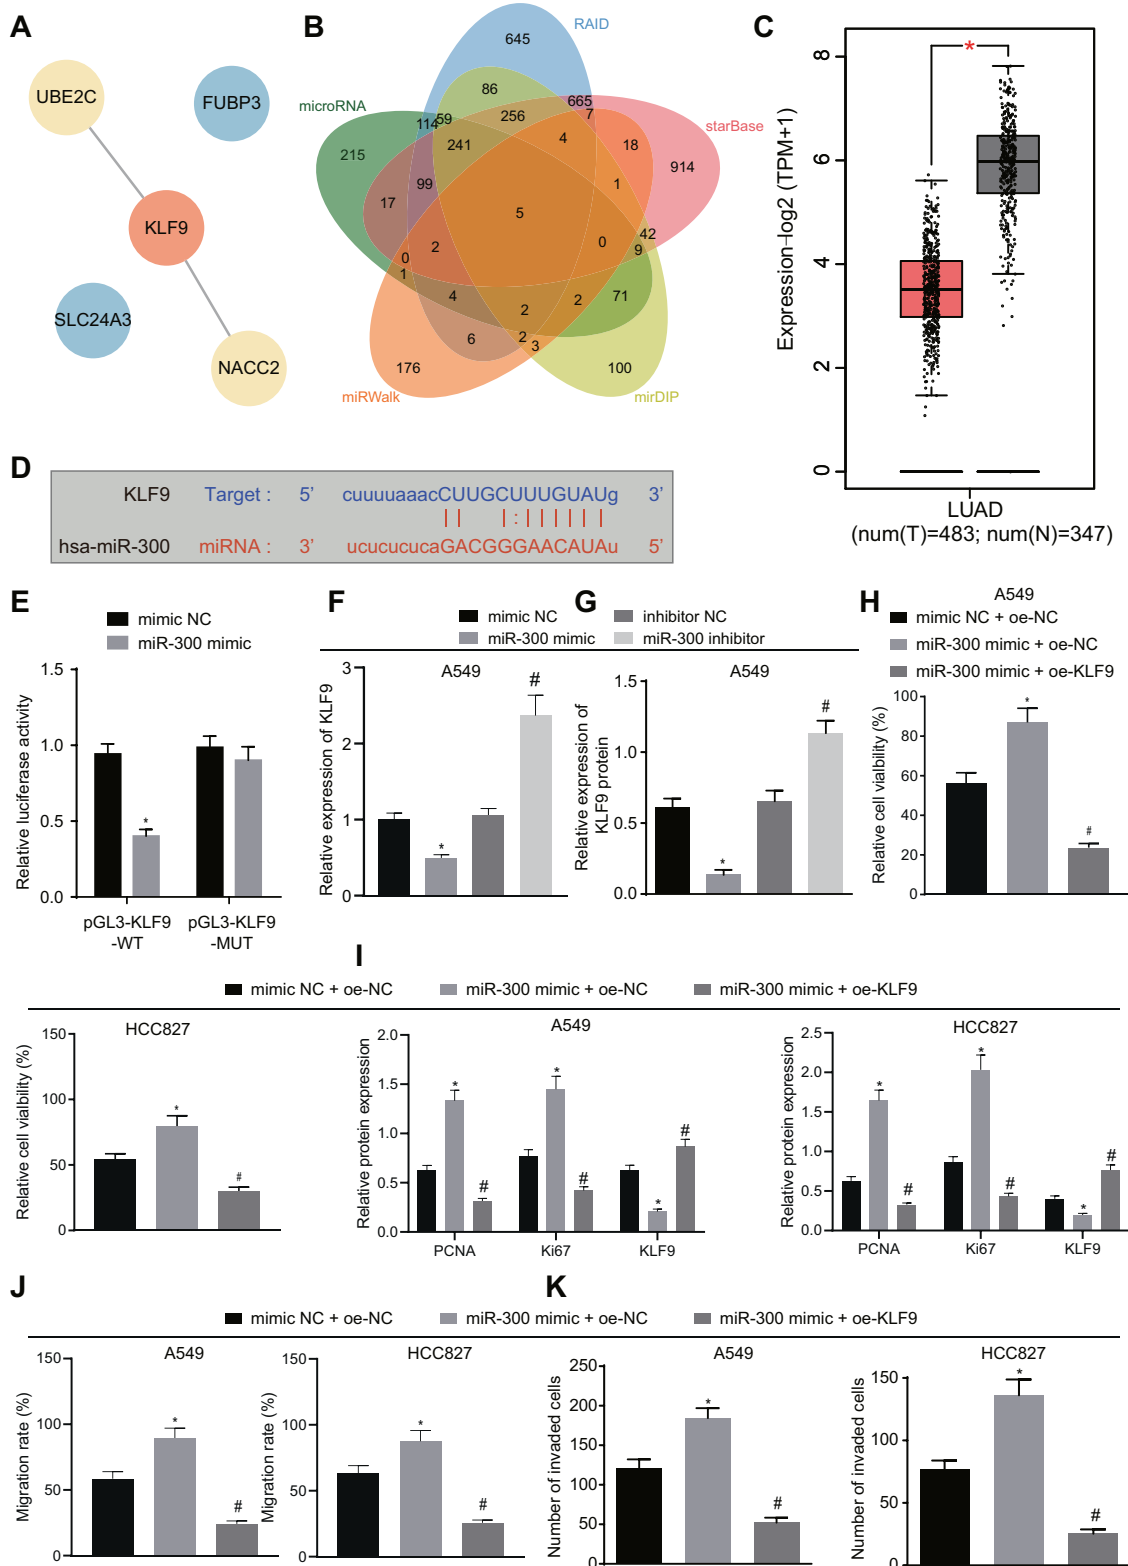 A
UBE2C
FUBP3
KLF9
SLC24A3
NACC2
B
RAID
645
microRNA
86
665
starBase
114
59
256
7
215
241
4
18
914
99
1
17
5
42
2
0
9
0
1
4
2
71
2
6
2
3
176
100
miRWalk
mirDIP
C
Expression-log2 (TPM+1)
8
6
4
2
0
*
LUAD
(num(T)=483; num(N)=347)
D
KLF9 Target : 5' cuuuuaaacCUUGCUUUGUAUg 3'
| | | : | | | | | |
hsa-miR-300 miRNA : 3' ucucucucaGACGGGAACAUAu 5'
E
mimic NC
miR-300 mimic
Relative luciferase activity
1.5
1.0
0.5
0.0
*
pGL3-KLF9
-WT
pGL3-KLF9
-MUT
F
mimic NC
miR-300 mimic
G
inhibitor NC
miR-300 inhibitor
A549
Relative expression of KLF9
3
2
1
0
*
#
A549
Relative expression of
KLF9 protein
1.5
1.0
0.5
0.0
*
#
H
A549
mimic NC + oe-NC
miR-300 mimic + oe-NC
miR-300 mimic + oe-KLF9
Relative cell vialbility (%)
100
80
60
40
20
0
*
#
I
mimic NC + oe-NC miR-300 mimic + oe-NC miR-300 mimic + oe-KLF9
HCC827
Relative cell vialbility (%)
150
100
50
0
*
#
A549
Relative protein expression
2.0
1.5
1.0
0.5
0.0
*
#
*
#
*
#
PCNA Ki67 KLF9
HCC827
Relative protein expression
2.5
2.0
1.5
1.0
0.5
0.0
*
#
*
#
*
#
PCNA Ki67 KLF9
J
K
mimic NC + oe-NC miR-300 mimic + oe-NC miR-300 mimic + oe-KLF9
A549
Migration rate (%)
150
100
50
0
*
#
HCC827
Migration rate (%)
150
100
50
0
*
#
A549
Number of invaded cells
250
200
150
100
50
0
*
#
HCC827
Number of invaded cells
150
100
50
0
*
#